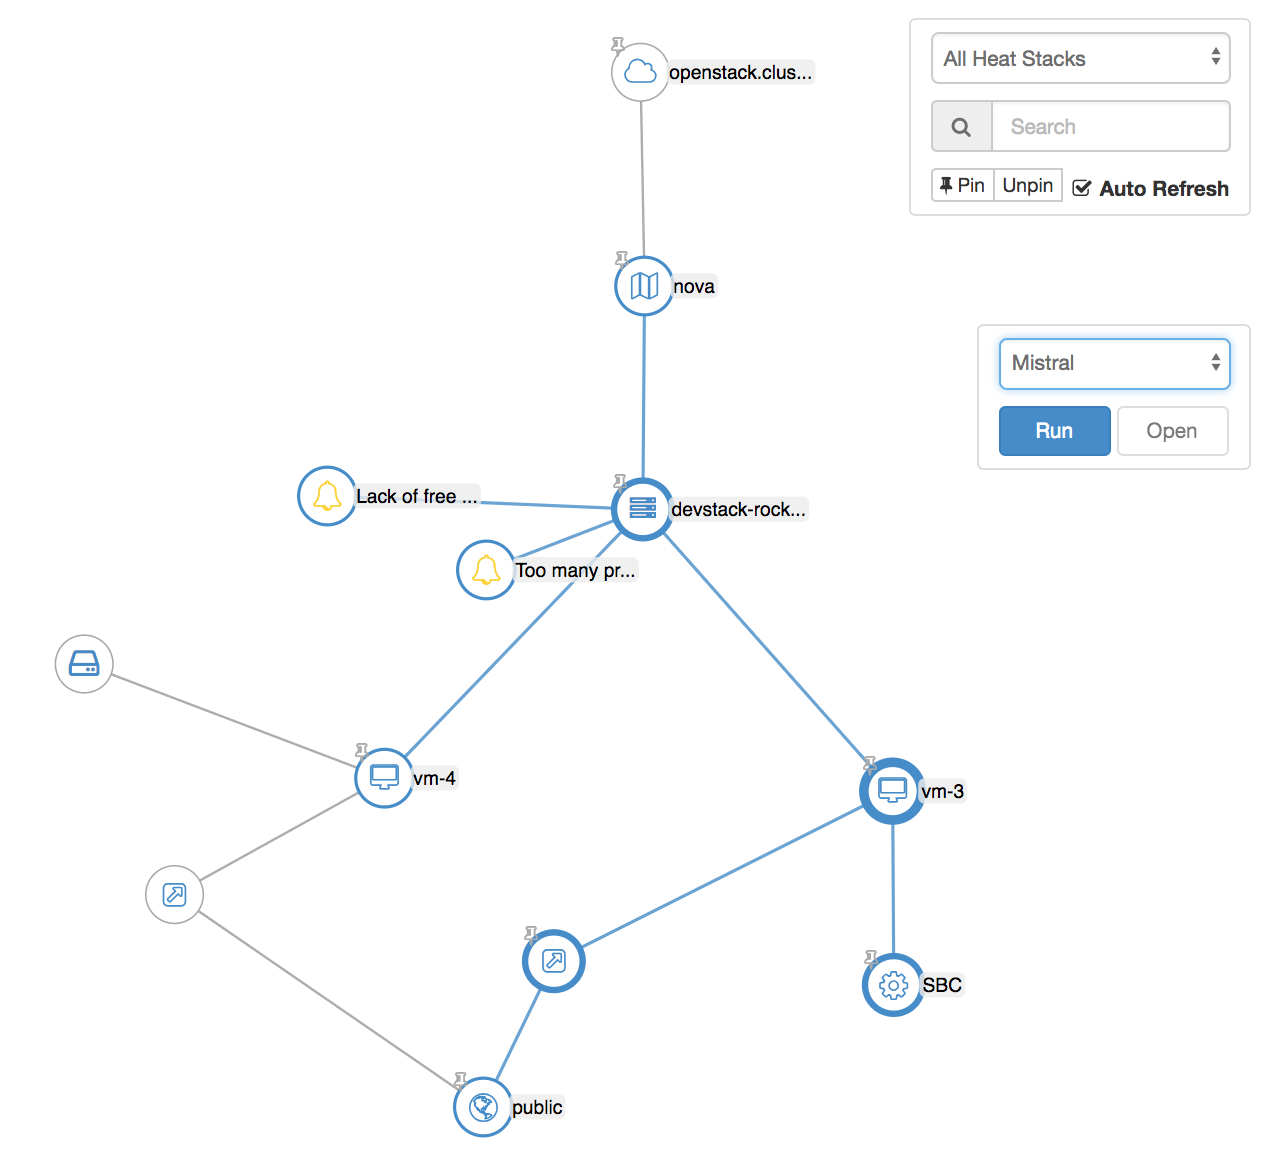 openstack.clus...
All Heat Stacks
Search
Pin Unpin Auto Refresh
nova
Mistral
Run Open
Lack of free ...
devstack-rock...
Too many pr...
vm-4
vm-3
SBC
public